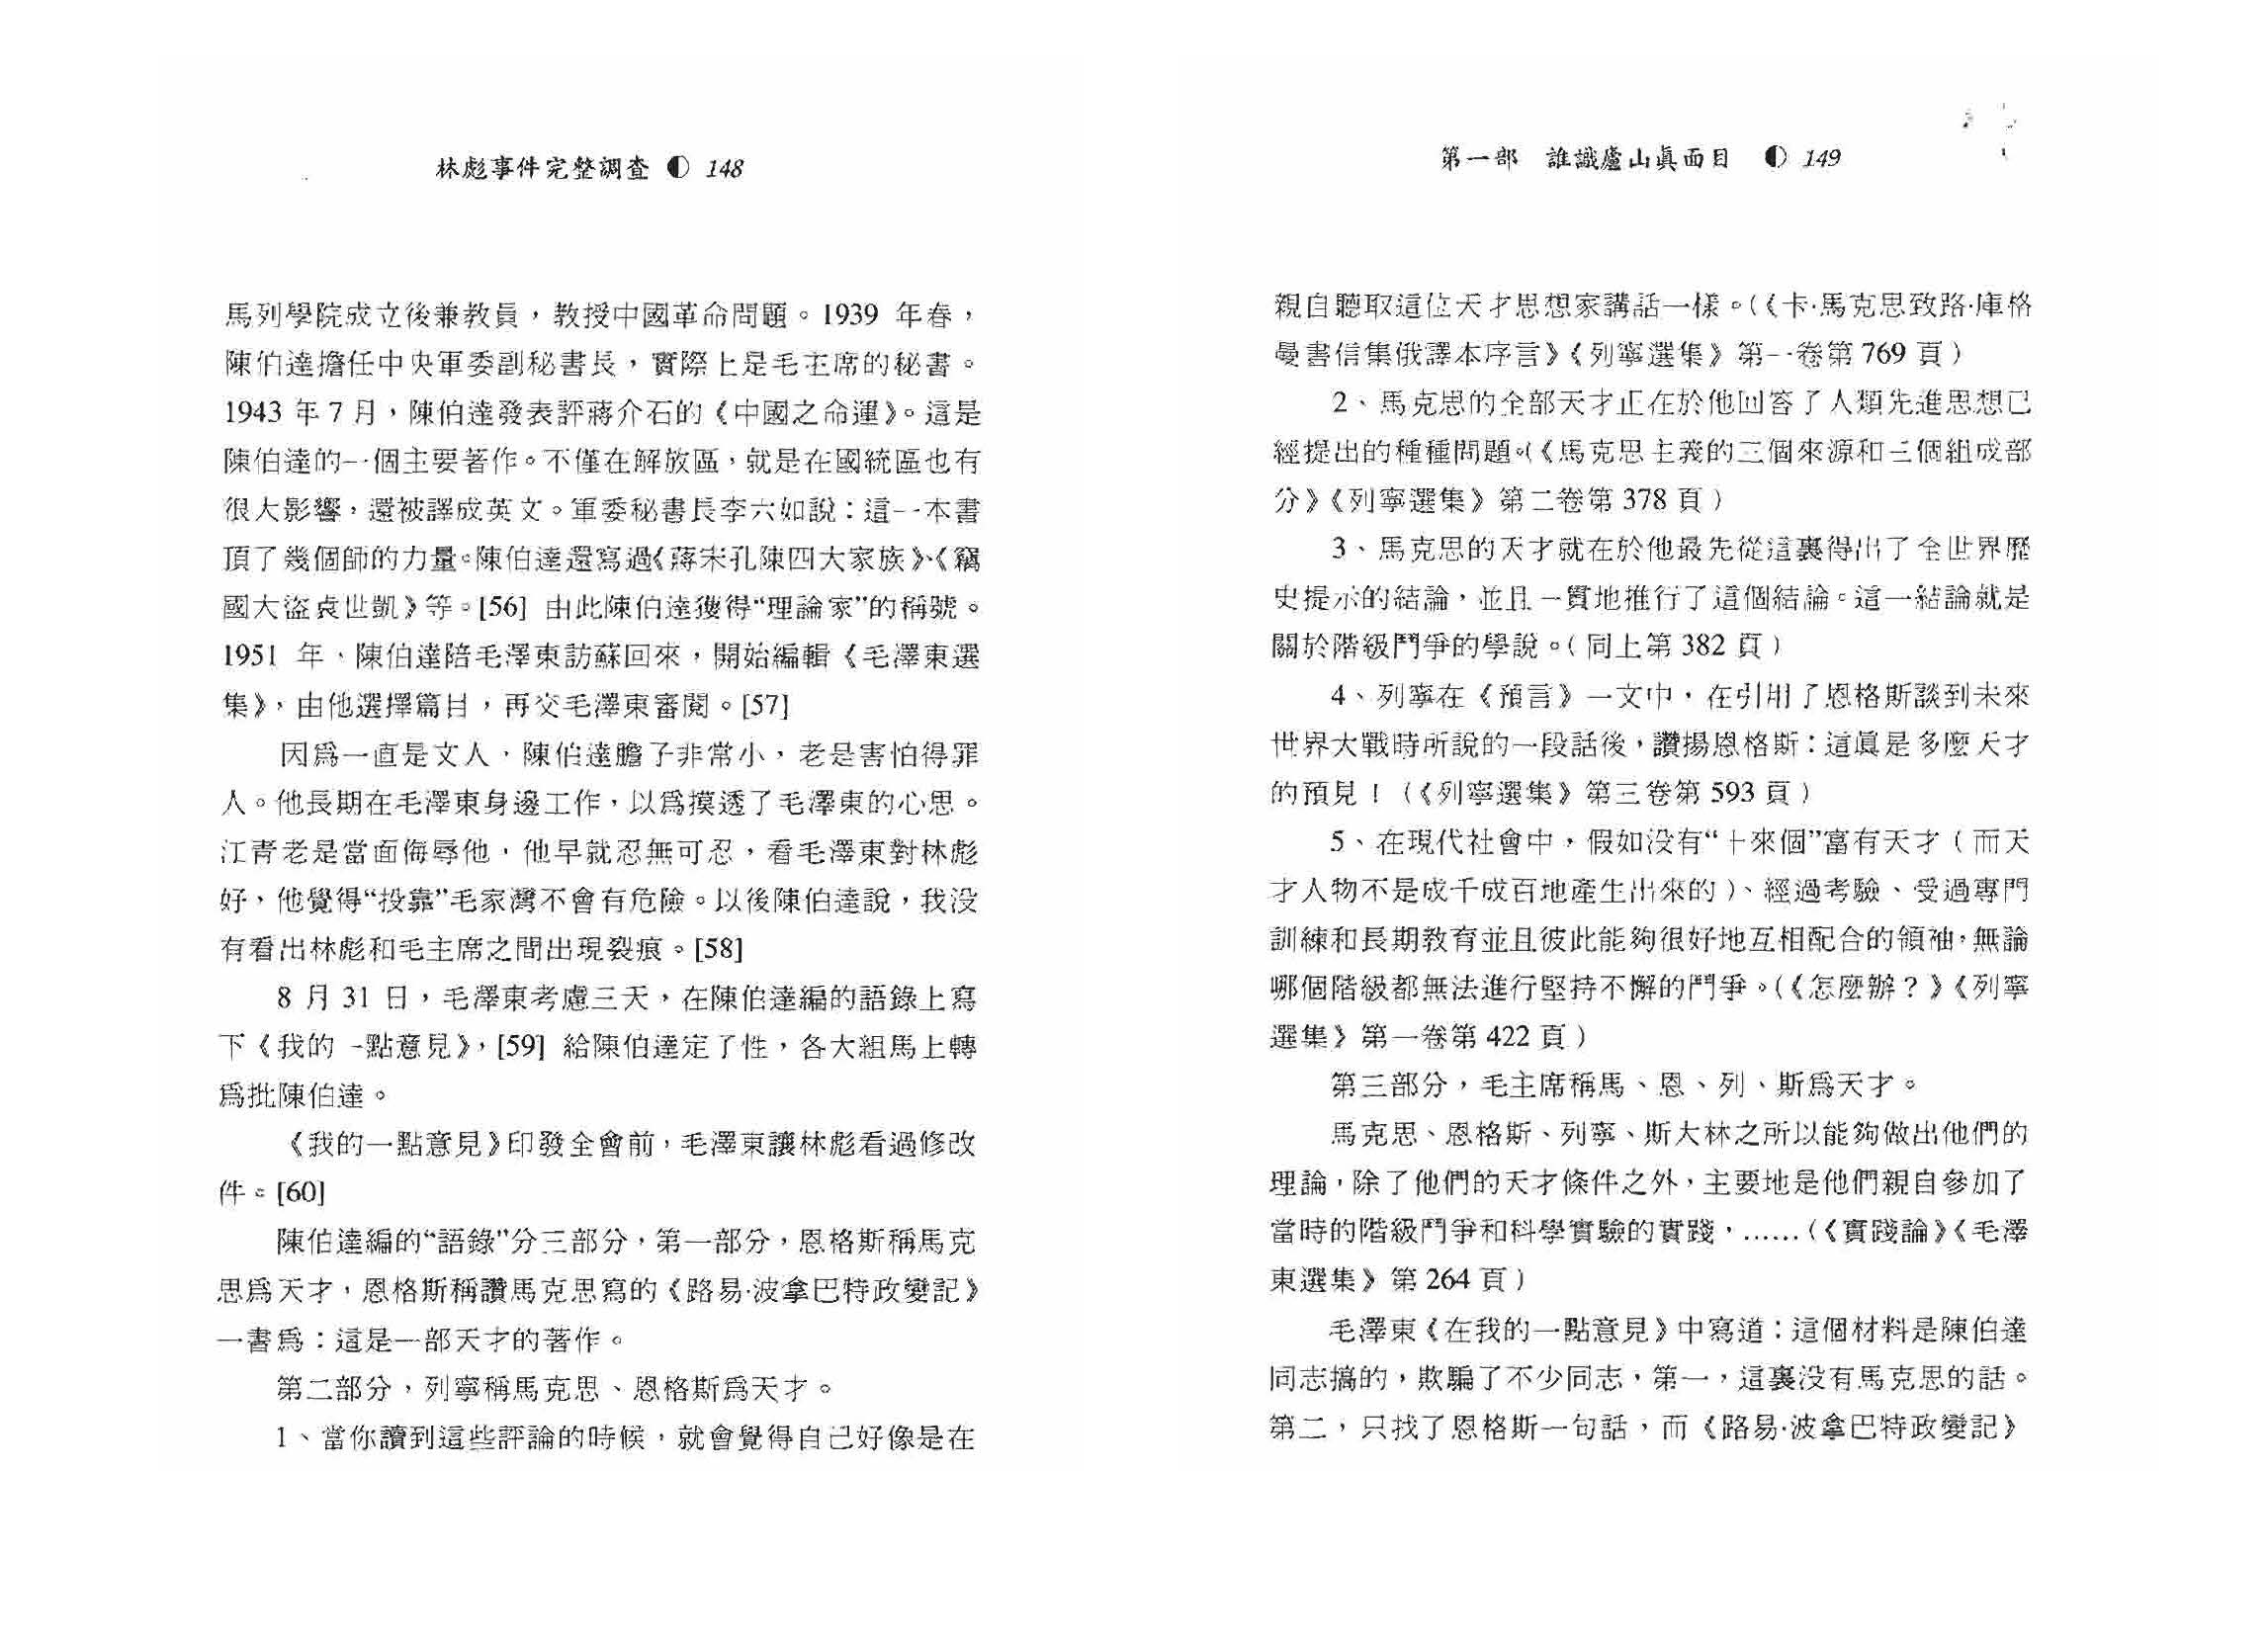 林彪事件完整調查 ◐ 148
馬列學院成立後兼教員，教授中國革命問題。1939 年春，
陳伯達擔任中央軍委副秘書長，實際上是毛主席的秘書。
1943 年 7 月，陳伯達發表評蔣介石的《中國之命運》。這是
陳伯達的一個主要著作。不僅在解放區，就是在國統區也有
很大影響，還被譯成英文。軍委秘書長李六如說：這一本書
頂了幾個師的力量。陳伯達還寫過《蔣宋孔陳四大家族》、《竊
國大盜袁世凱》等。[56] 由此陳伯達獲得“理論家”的稱號。
1951 年、陳伯達陪毛澤東訪蘇回來，開始編輯《毛澤東選
集》，由他選擇篇目，再交毛澤東審閱。[57]
因爲一直是文人，陳伯達膽子非常小，老是害怕得罪
人。他長期在毛澤東身邊工作，以爲摸透了毛澤東的心思。
江青老是當面侮辱他，他早就忍無可忍，看毛澤東對林彪
好，他覺得“投靠”毛家灣不會有危險。以後陳伯達說，我没
有看出林彪和毛主席之間出現裂痕。[58]
8 月 31 日，毛澤東考慮三天，在陳伯達編的語錄上寫
下《我的一點意見》，[59] 給陳伯達定了性，各大組馬上轉
爲批陳伯達。
《我的一點意見》印發全會前，毛澤東讓林彪看過修改
件。[60]
陳伯達編的“語錄”分三部分，第一部分，恩格斯稱馬克
思爲天才，恩格斯稱讚馬克思寫的《路易·波拿巴特政變記》
一書爲：這是一部天才的著作。
第二部分，列寧稱馬克思、恩格斯爲天才。
1、當你讀到這些評論的時候，就會覺得自己好像是在
第一部　誰識廬山眞面目 ◐ 149
親自聽取這位天才思想家講話一樣。(《卡·馬克思致路·庫格
曼書信集俄譯本序言》《列寧選集》第一卷第 769 頁)
2、馬克思的全部天才正在於他回答了人類先進思想已
經提出的種種問題。(《馬克思主義的三個來源和三個組成部
分》《列寧選集》第二卷第 378 頁)
3、馬克思的天才就在於他最先從這裏得出了全世界歷
史提示的結論，並且一貫地推行了這個結論。這一結論就是
關於階級鬥爭的學說。(同上第 382 頁)
4、列寧在《預言》一文中，在引用了恩格斯談到未來
世界大戰時所說的一段話後，讚揚恩格斯：這眞是多麼天才
的預見！(《列寧選集》第三卷第 593 頁)
5、在現代社會中，假如没有“十來個”富有天才(而天
才人物不是成千成百地產生出來的)、經過考驗、受過專門
訓練和長期教育並且彼此能夠很好地互相配合的領袖，無論
哪個階級都無法進行堅持不懈的鬥爭。(《怎麼辦？》《列寧
選集》第一卷第 422 頁)
第三部分，毛主席稱馬、恩、列、斯爲天才。
馬克思、恩格斯、列寧、斯大林之所以能夠做出他們的
理論，除了他們的天才條件之外，主要地是他們親自參加了
當時的階級鬥爭和科學實驗的實踐，……(《實踐論》《毛澤
東選集》第 264 頁)
毛澤東《在我的一點意見》中寫道：這個材料是陳伯達
同志搞的，欺騙了不少同志，第一，這裏没有馬克思的話。
第二，只找了恩格斯一句話，而《路易·波拿巴特政變記》